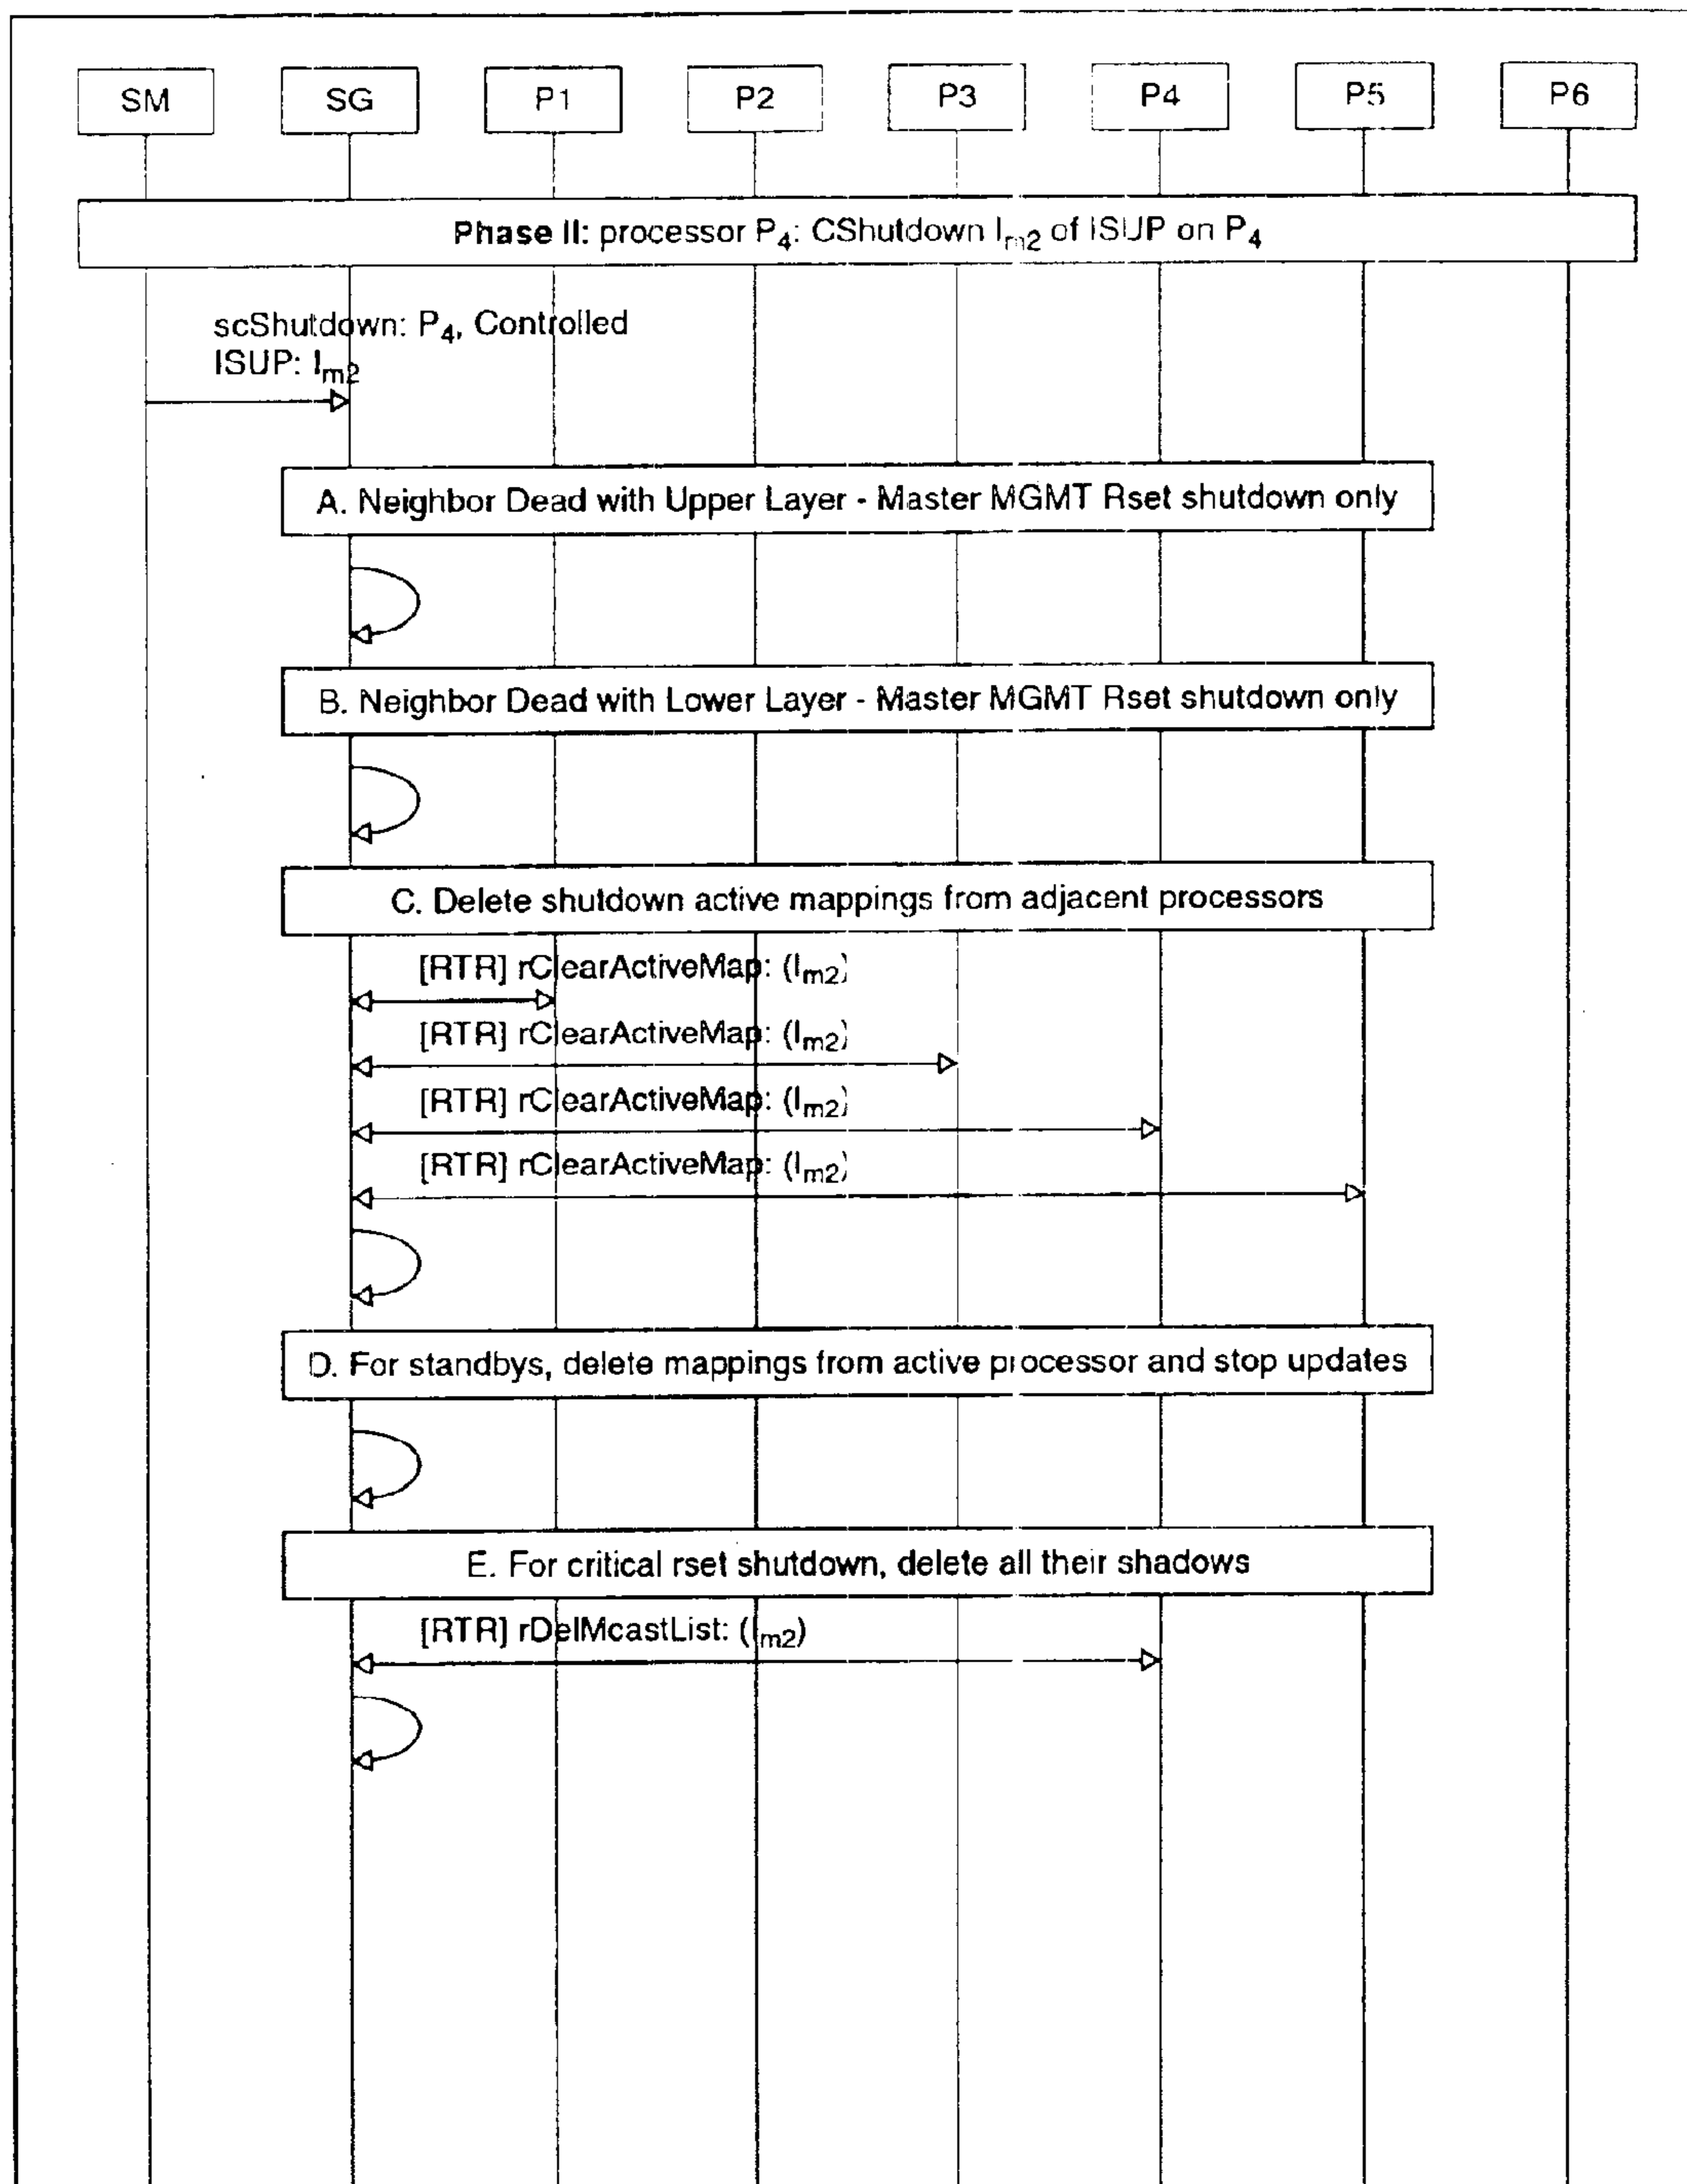 SM SG P1 P2 P3 P4 P5 P6
Phase II: processor P4: CShutdown Im2 of ISUP on P4
scShutdown: P4, Controlled
ISUP: Im2
A. Neighbor Dead with Upper Layer - Master MGMT Rset shutdown only
B. Neighbor Dead with Lower Layer - Master MGMT Rset shutdown only
C. Delete shutdown active mappings from adjacent processors
[RTR] rClearActiveMap: (Im2)
[RTR] rClearActiveMap: (Im2)
[RTR] rClearActiveMap: (Im2)
[RTR] rClearActiveMap: (Im2)
D. For standbys, delete mappings from active processor and stop updates
E. For critical rset shutdown, delete all their shadows
[RTR] rDelMcastList: (Im2)